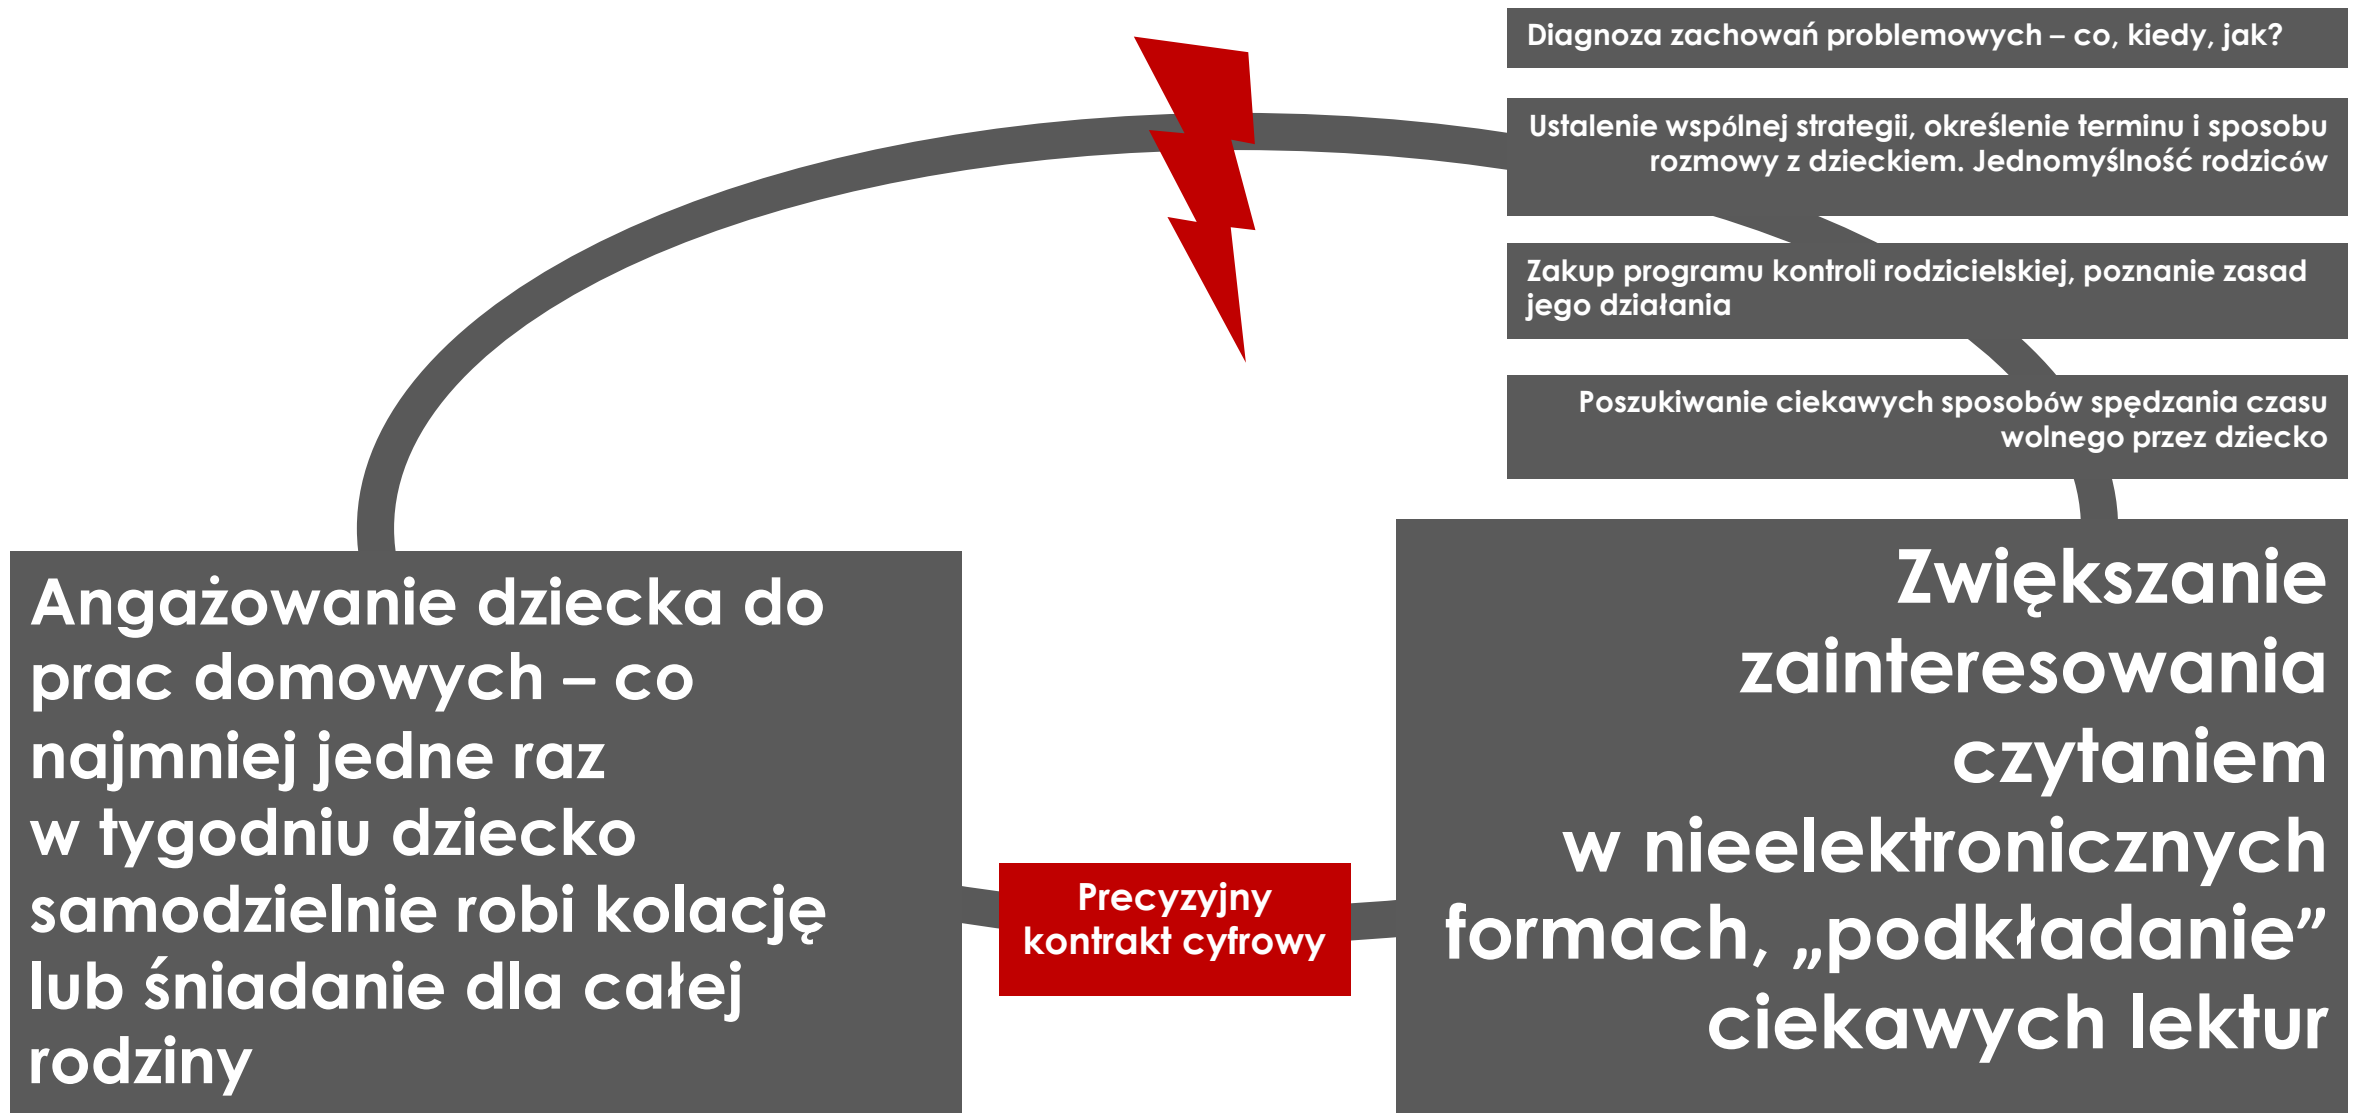 Diagnoza zachowań problemowych – co, kiedy, jak?
Ustalenie wspólnej strategii, określenie terminu i sposobu
rozmowy z dzieckiem. Jednomyślność rodziców
Zakup programu kontroli rodzicielskiej, poznanie zasad
jego działania
Poszukiwanie ciekawych sposobów spędzania czasu
wolnego przez dziecko
Zwiększanie
zainteresowania
czytaniem
w nieelektronicznych
formach, „podkładanie”
ciekawych lektur
Precyzyjny
kontrakt cyfrowy
Angażowanie dziecka do
prac domowych – co
najmniej jedne raz
w tygodniu dziecko
samodzielnie robi kolację
lub śniadanie dla całej
rodziny